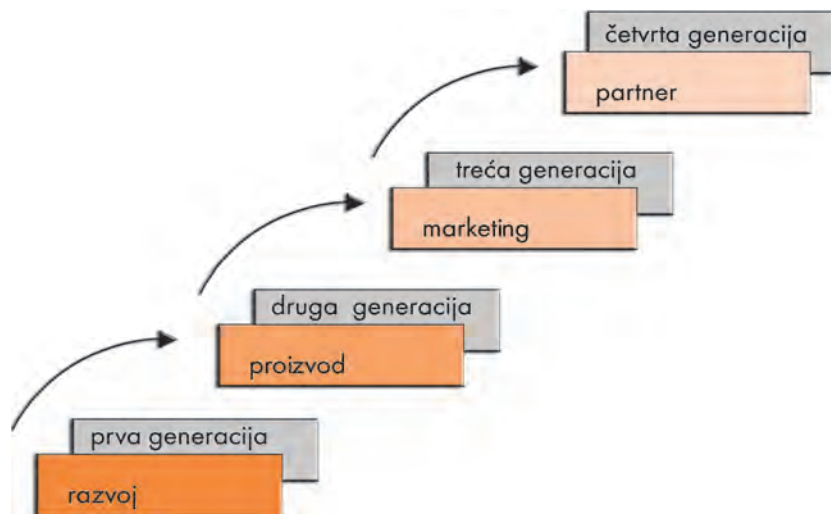 četvrta generacija
partner
treća generacija
marketing
druga generacija
proizvod
prva generacija
razvoj